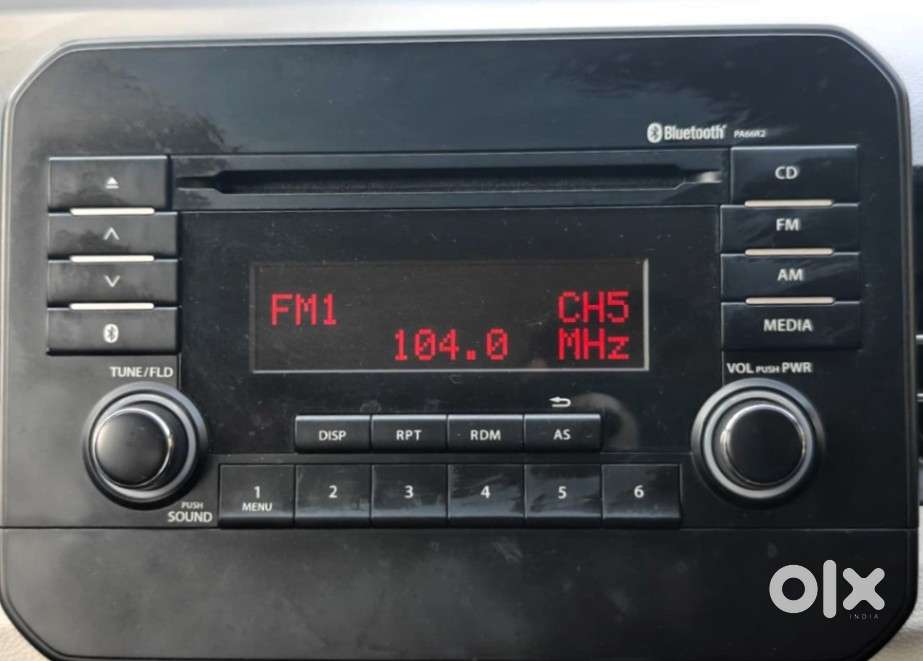 Bluetooth PA66R2
CD
FM
AM
MEDIA
FM1 CH5
104.0 MHz
TUNE/FLD
VOL PUSH PWR
DISP RPT RDM AS
1 2 3 4 5 6
MENU
PUSH
SOUND
olx
INDIA